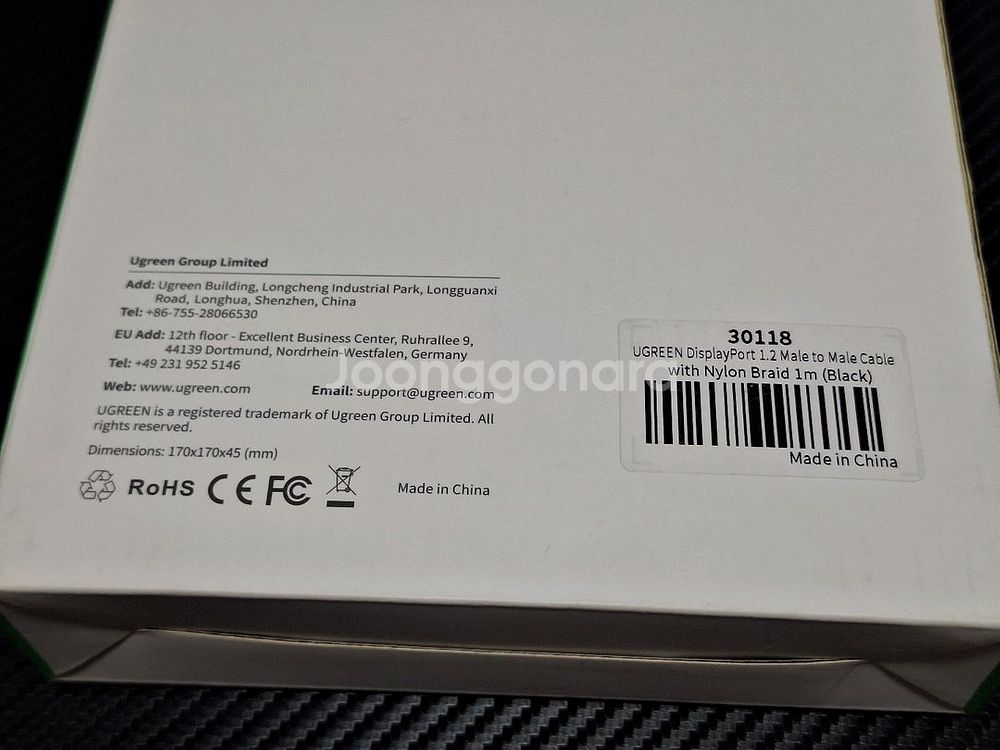 Ugreen Group Limited
Add: Ugreen Building, Longcheng Industrial Park, Longguanxi
Road, Longhua, Shenzhen, China
Tel: +86-755-28066530
EU Add: 12th floor - Excellent Business Center, Ruhrallee 9,
44139 Dortmund, Nordrhein-Westfalen, Germany
Tel: +49 231 952 5146
Web: www.ugreen.com Email: support@ugreen.com
UGREEN is a registered trademark of Ugreen Group Limited. All
rights reserved.
Dimensions: 170x170x45 (mm)
RoHS CE FC Made in China
30118
UGREEN DisplayPort 1.2 Male to Male Cable
with Nylon Braid 1m (Black)
Made in China
Joonggonara